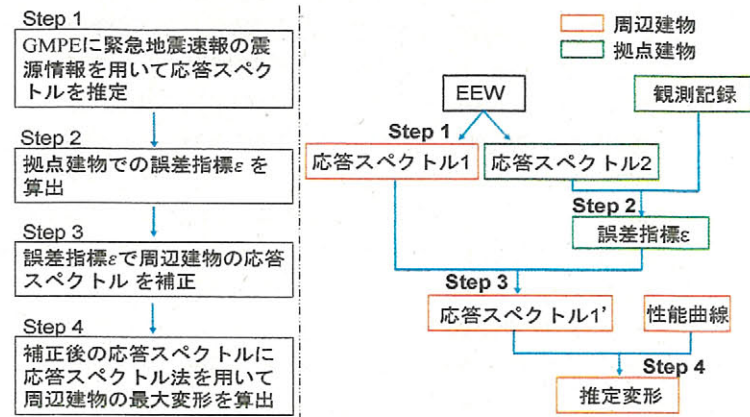 Step 1
GMPEに緊急地震速報の震
源情報を用いて応答スペク
トルを推定
Step 2
拠点建物での誤差指標ε を
算出
Step 3
誤差指標εで周辺建物の応答
スペクトル を補正
Step 4
補正後の応答スペクトルに
応答スペクトル法を用いて
周辺建物の最大変形を算出
周辺建物
拠点建物
EEW
観測記録
Step 1
応答スペクトル1
応答スペクトル2
Step 2
誤差指標ε
Step 3
応答スペクトル1'
性能曲線
Step 4
推定変形